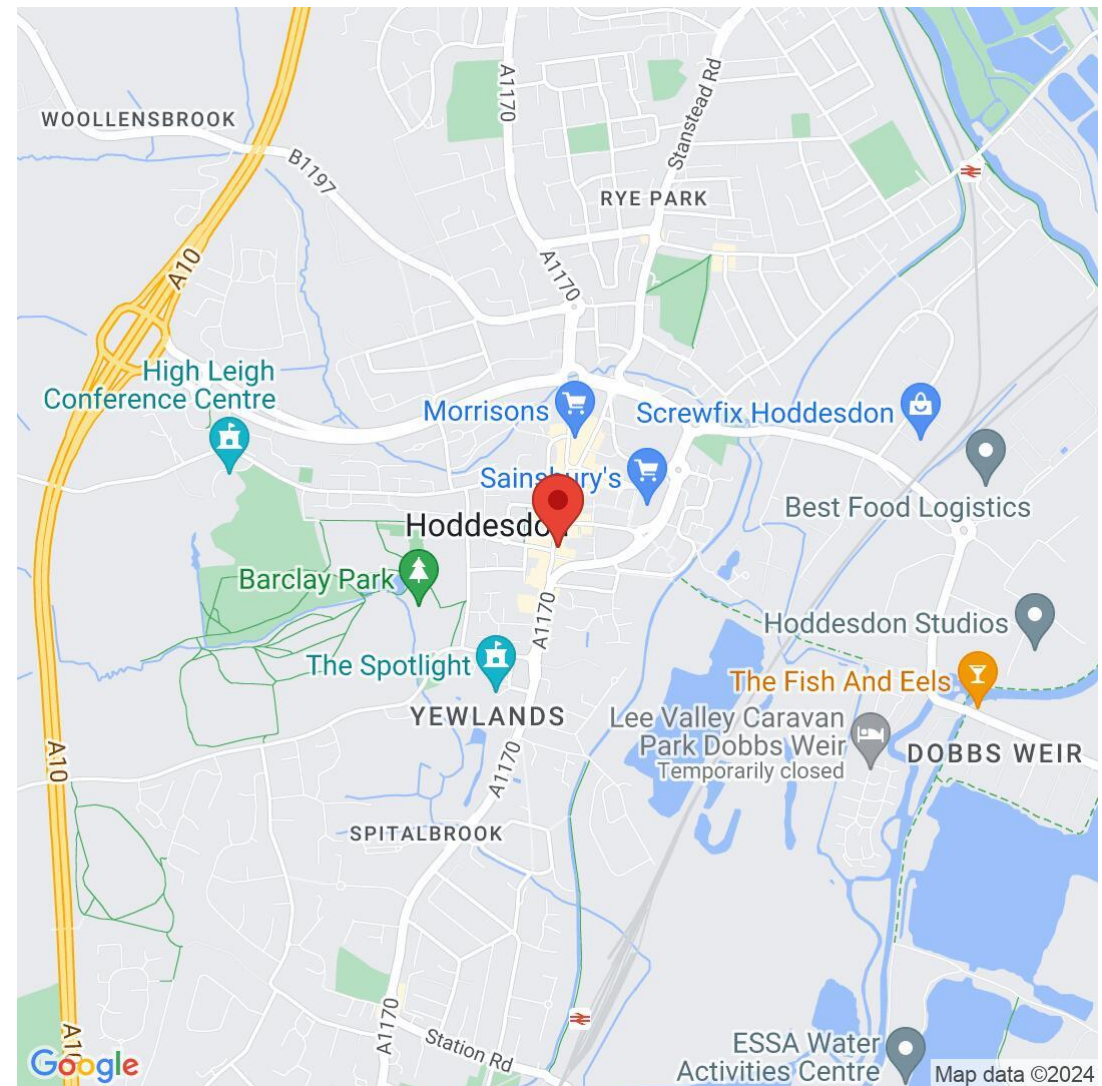 A1170
Stanstead Rd
WOOLLENSBROOK
B1197
RYE PARK
A10
A1170
High Leigh
Conference Centre
Morrisons
Screwfix Hoddesdon
Sainsbury's
Best Food Logistics
Hoddesdon
Barclay Park
A1170
Hoddesdon Studios
The Spotlight
The Fish And Eels
YEWLANDS
Lee Valley Caravan
Park Dobbs Weir
Temporarily closed
DOBBS WEIR
A10
A1170
SPITALBROOK
A1170
Station Rd
A10
ESSA Water
Activities Centre
Google
Map data ©2024